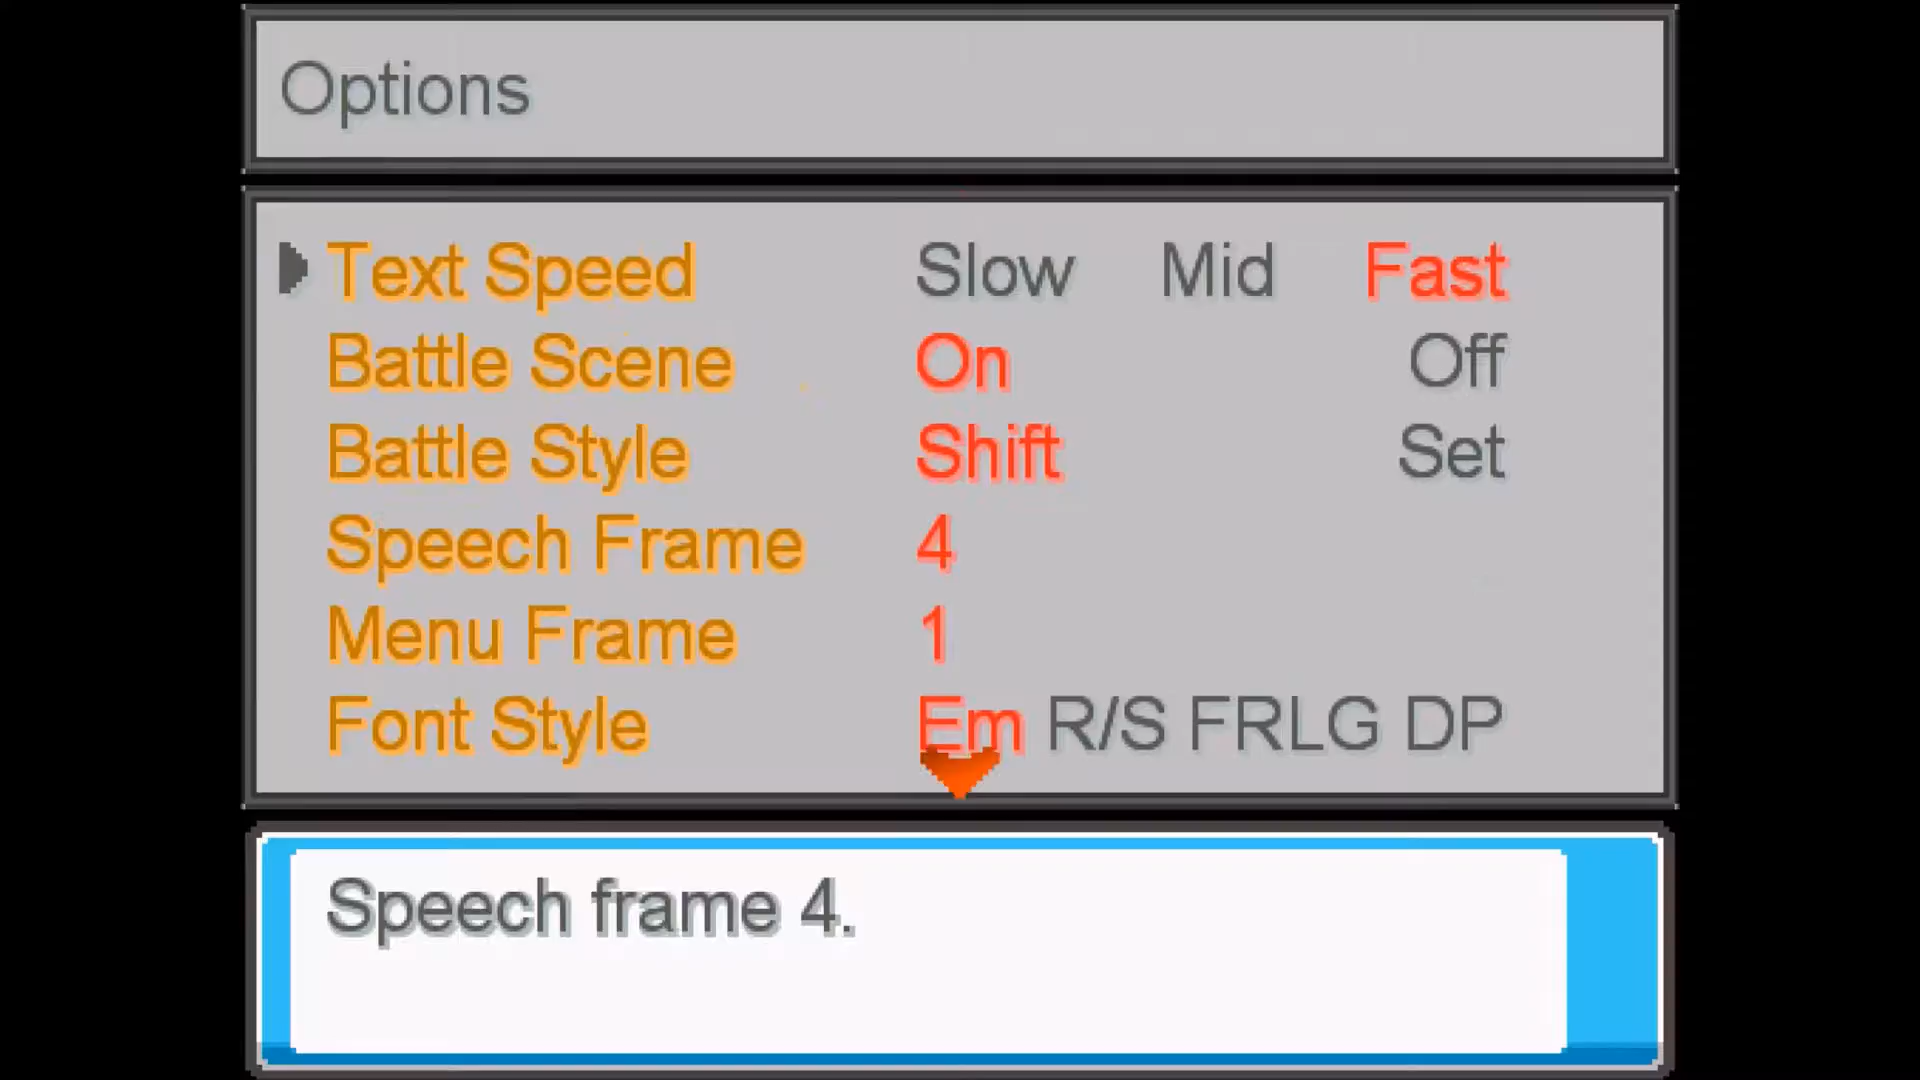 Options
Text Speed Slow Mid Fast
Battle Scene On Off
Battle Style Shift Set
Speech Frame 4
Menu Frame 1
Font Style Em R/S FRLG DP
Speech frame 4.